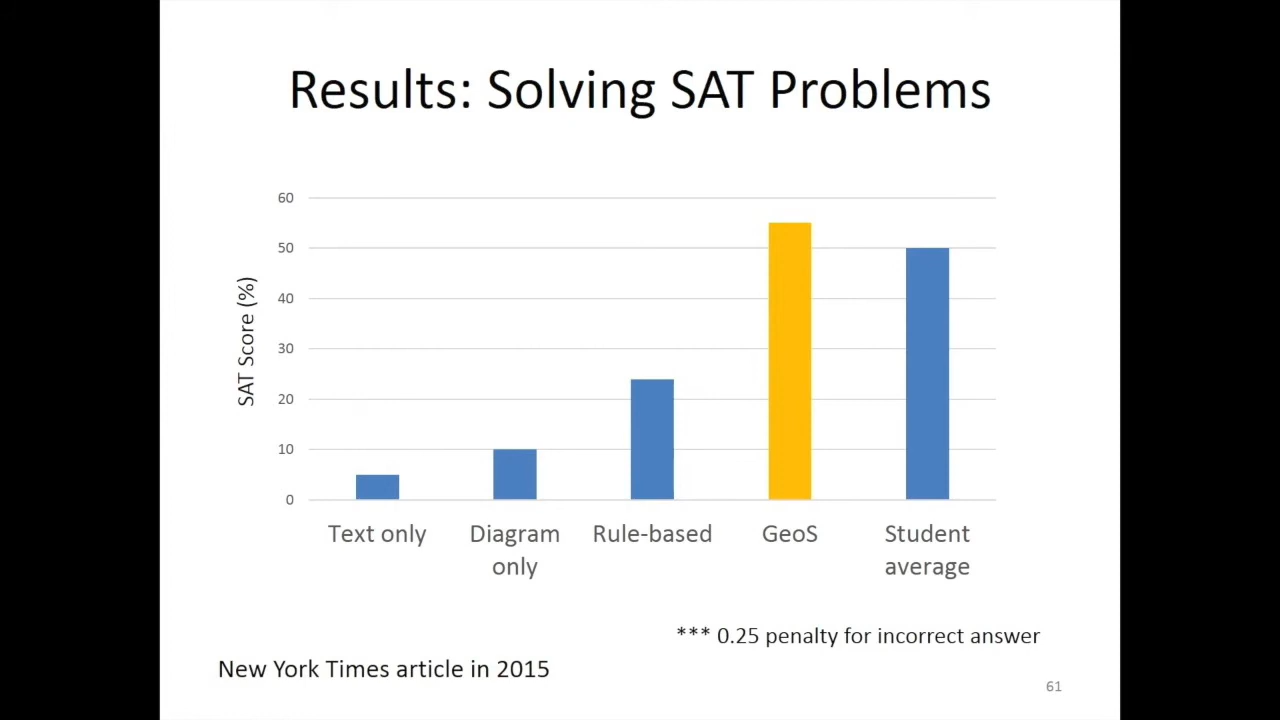 Results: Solving SAT Problems
60
50
40
30
20
10
0
SAT Score (%)
Text only
Diagram
only
Rule-based
GeoS
Student
average
*** 0.25 penalty for incorrect answer
New York Times article in 2015
61